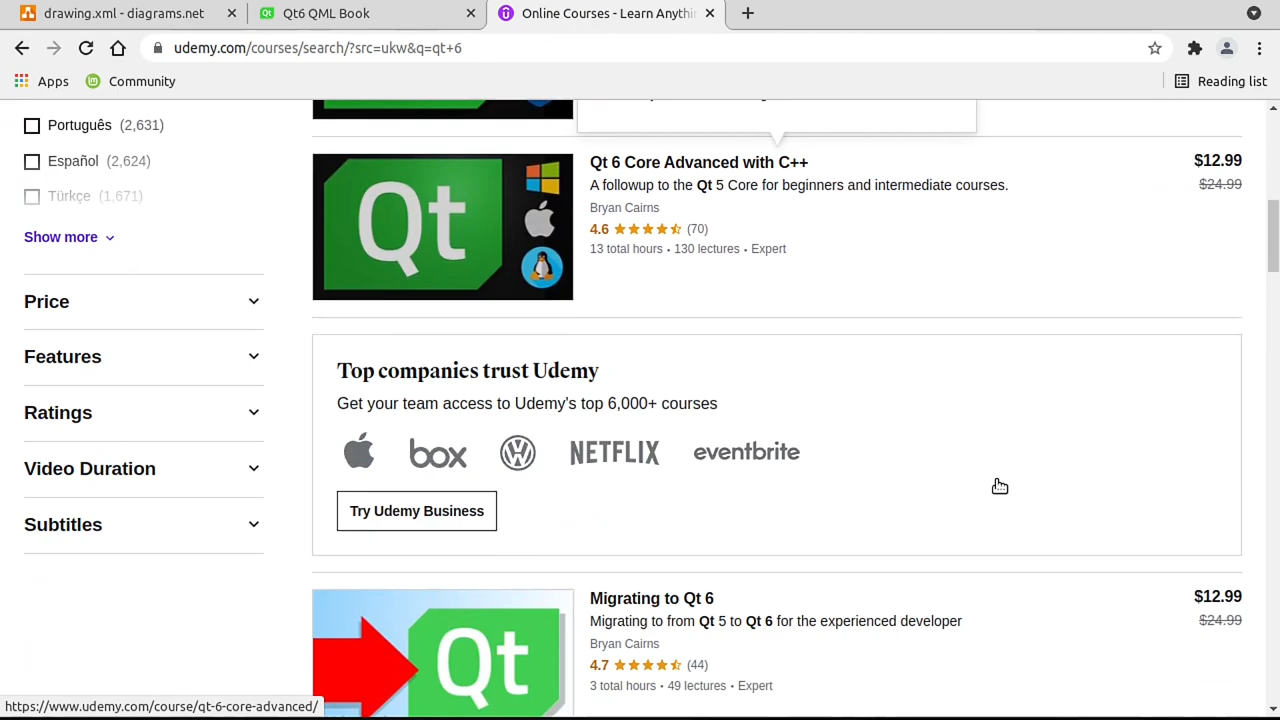 drawing.xml - diagrams.net
Qt6 QML Book
Online Courses - Learn Anythin
udemy.com/courses/search/?src=ukw&q=qt+6
Apps
Community
Reading list
Português (2,631)
Español (2,624)
Türkçe (1,671)
Show more
Price
Features
Ratings
Video Duration
Subtitles
Qt
Qt 6 Core Advanced with C++
A followup to the Qt 5 Core for beginners and intermediate courses.
Bryan Cairns
4.6 (70)
13 total hours • 130 lectures • Expert
$12.99
$24.99
Top companies trust Udemy
Get your team access to Udemy's top 6,000+ courses
box
NETFLIX
eventbrite
Try Udemy Business
Qt
Migrating to Qt 6
Migrating to from Qt 5 to Qt 6 for the experienced developer
Bryan Cairns
4.7 (44)
3 total hours • 49 lectures • Expert
$12.99
$24.99
https://www.udemy.com/course/qt-6-core-advanced/